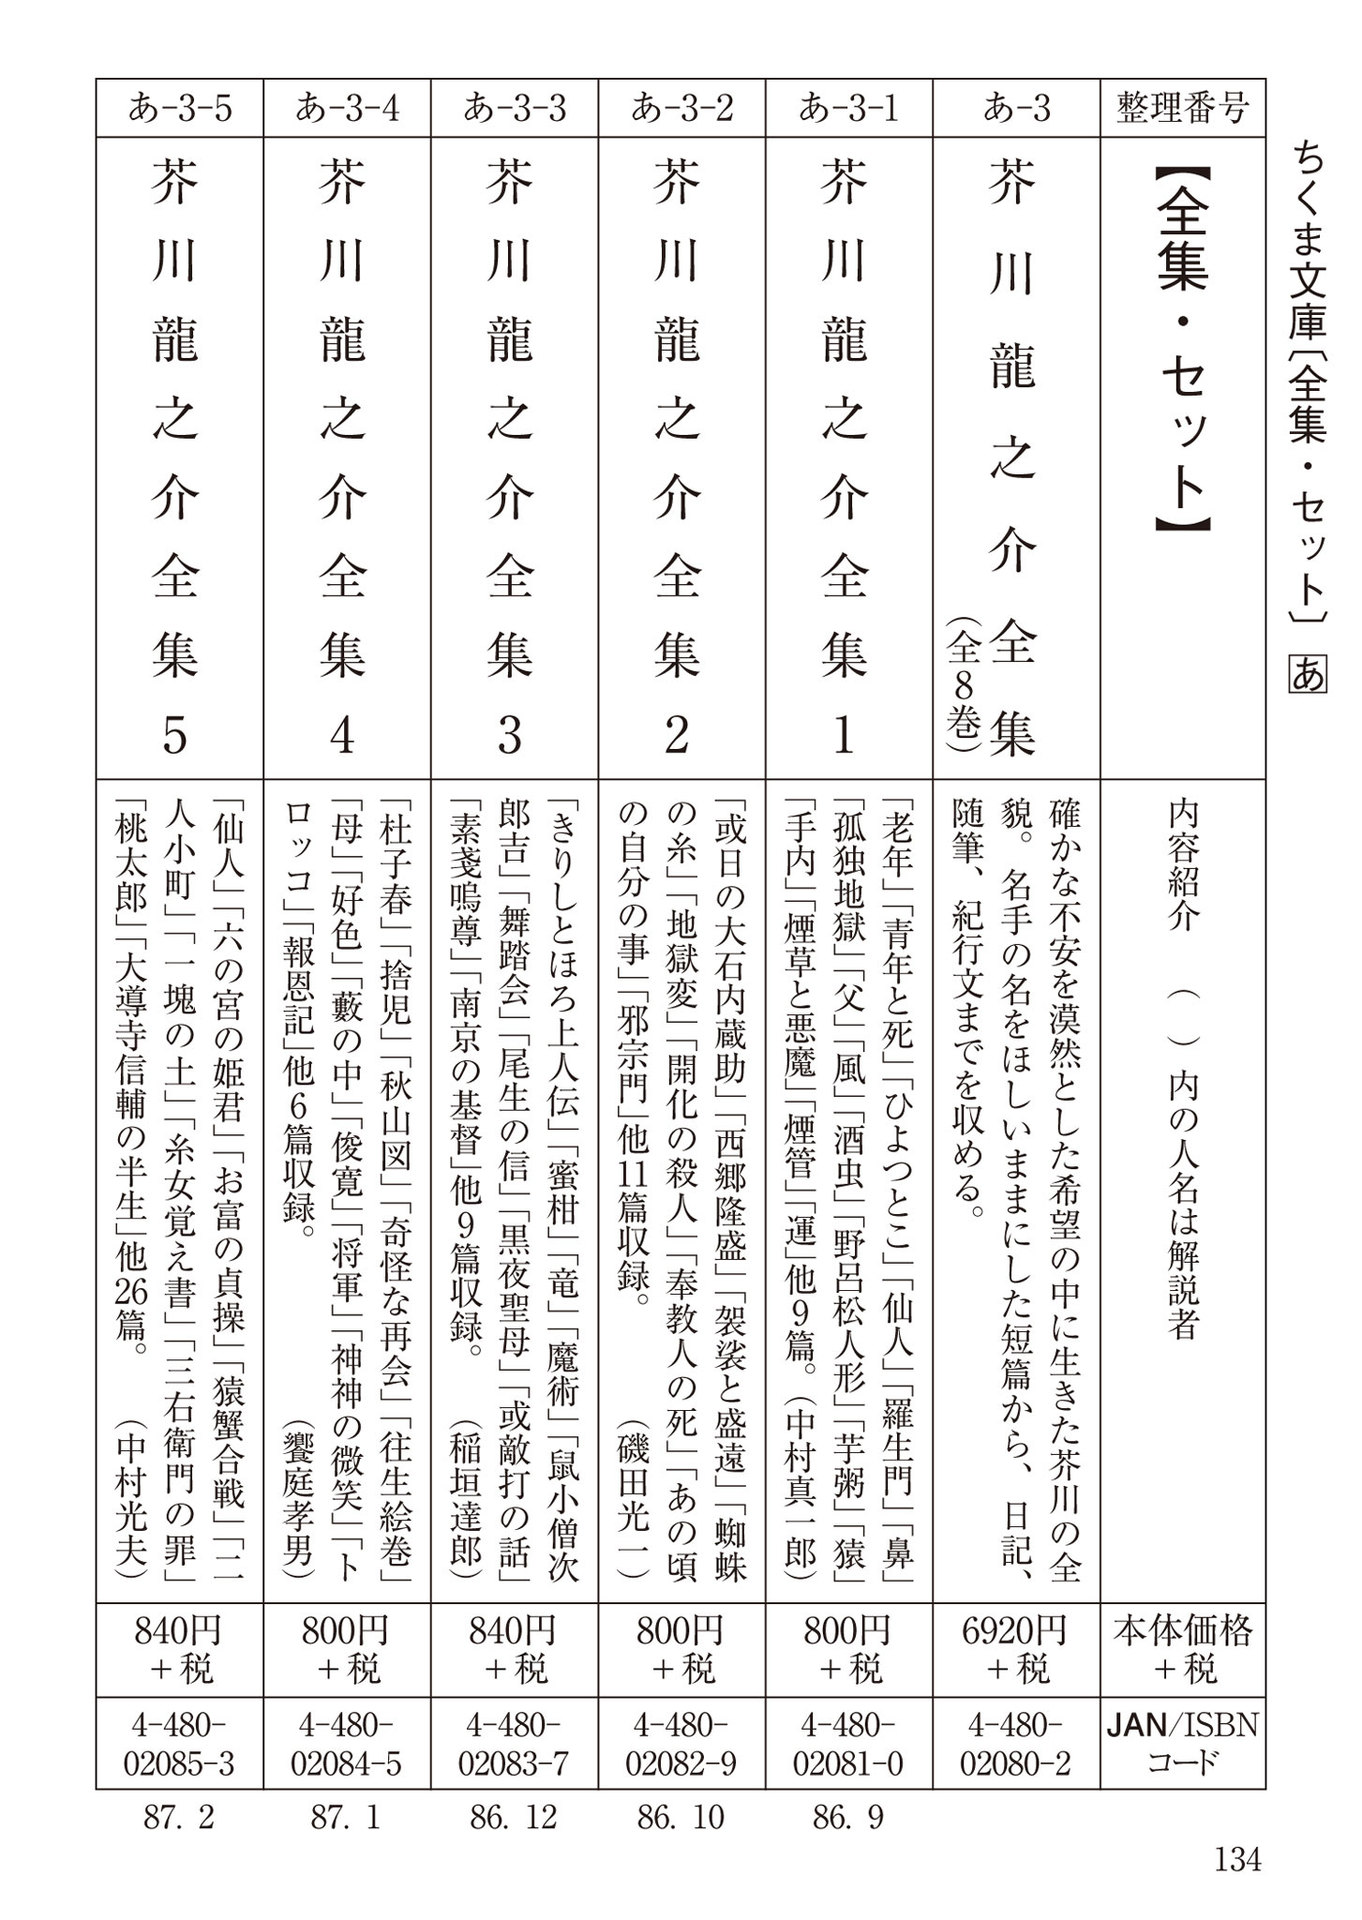 ちくま文庫〔全集・セット〕 あ
整理番号
【全集・セット】
内容紹介 （ ）内の人名は解説者
本体価格
＋税
JAN/ISBN
コード
あ-3
芥川龍之介全集
（全8巻）
確かな不安を漠然とした希望の中に生きた芥川の全
貌。名手の名をほしいままにした短篇から、日記、
随筆、紀行文までを収める。
6920円
＋税
4-480-
02080-2
あ-3-1
芥川龍之介全集1
「老年」「青年と死」「ひよつとこ」「仙人」「羅生門」「鼻」
「孤独地獄」「父」「風」「酒虫」「野呂松人形」「芋粥」「猿」
「手内」「煙草と悪魔」「煙管」「運」他9篇。（中村真一郎）
800円
＋税
4-480-
02081-0
86. 9
あ-3-2
芥川龍之介全集2
「或日の大石内蔵助」「西郷隆盛」「袈裟と盛遠」「蜘蛛
の糸」「地獄変」「開化の殺人」「奉教人の死」「あの頃
の自分の事」「邪宗門」他11篇収録。（磯田光一）
800円
＋税
4-480-
02082-9
86. 10
あ-3-3
芥川龍之介全集3
「きりしとほろ上人伝」「蜜柑」「竜」「魔術」「鼠小僧次
郎吉」「舞踏会」「尾生の信」「黒夜聖母」「或敵打の話」
「素戔嗚尊」「南京の基督」他9篇収録。（稲垣達郎）
840円
＋税
4-480-
02083-7
86. 12
あ-3-4
芥川龍之介全集4
「杜子春」「捨児」「秋山図」「奇怪な再会」「往生絵巻」
「母」「好色」「藪の中」「俊寛」「将軍」「神神の微笑」「ト
ロッコ」「報恩記」他6篇収録。（饗庭孝男）
800円
＋税
4-480-
02084-5
87. 1
あ-3-5
芥川龍之介全集5
「仙人」「六の宮の姫君」「お富の貞操」「猿蟹合戦」「二
人小町」「一塊の土」「糸女覚え書」「三右衛門の罪」
「桃太郎」「大導寺信輔の半生」他26篇。（中村光夫）
840円
＋税
4-480-
02085-3
87. 2
134